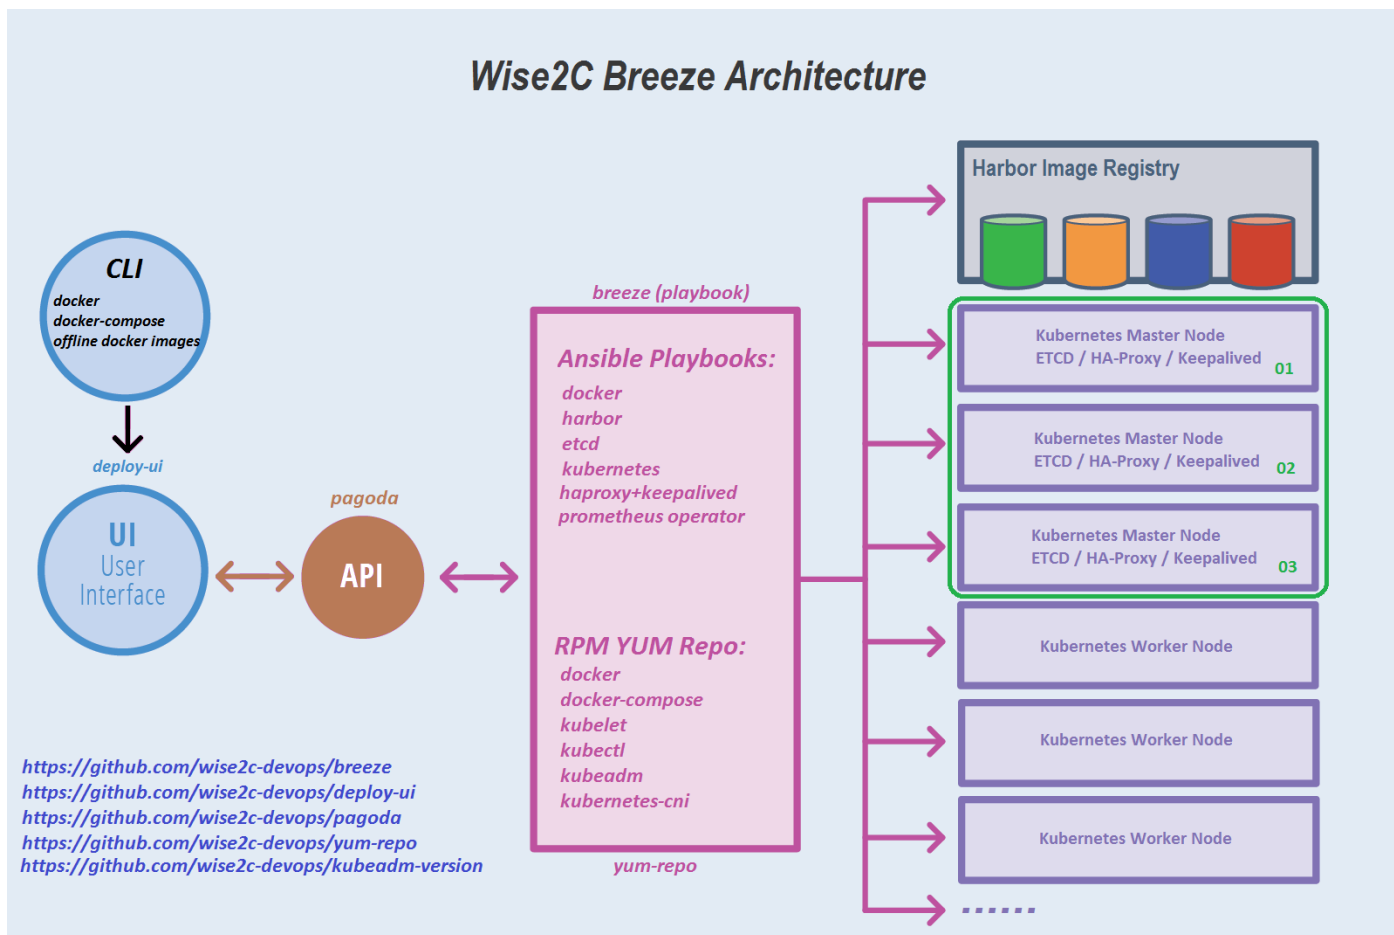 Wise2C Breeze Architecture
CLI
docker
docker-compose
offline docker images
deploy-ui
UI
User
Interface
pagoda
API
breeze (playbook)
Ansible Playbooks:
docker
harbor
etcd
kubernetes
haproxy+keepalived
prometheus operator
RPM YUM Repo:
docker
docker-compose
kubelet
kubectl
kubeadm
kubernetes-cni
yum-repo
Harbor Image Registry
Kubernetes Master Node
ETCD / HA-Proxy / Keepalived
01
Kubernetes Master Node
ETCD / HA-Proxy / Keepalived
02
Kubernetes Master Node
ETCD / HA-Proxy / Keepalived
03
Kubernetes Worker Node
Kubernetes Worker Node
Kubernetes Worker Node
------
https://github.com/wise2c-devops/breeze
https://github.com/wise2c-devops/deploy-ui
https://github.com/wise2c-devops/pagoda
https://github.com/wise2c-devops/yum-repo
https://github.com/wise2c-devops/kubeadm-version